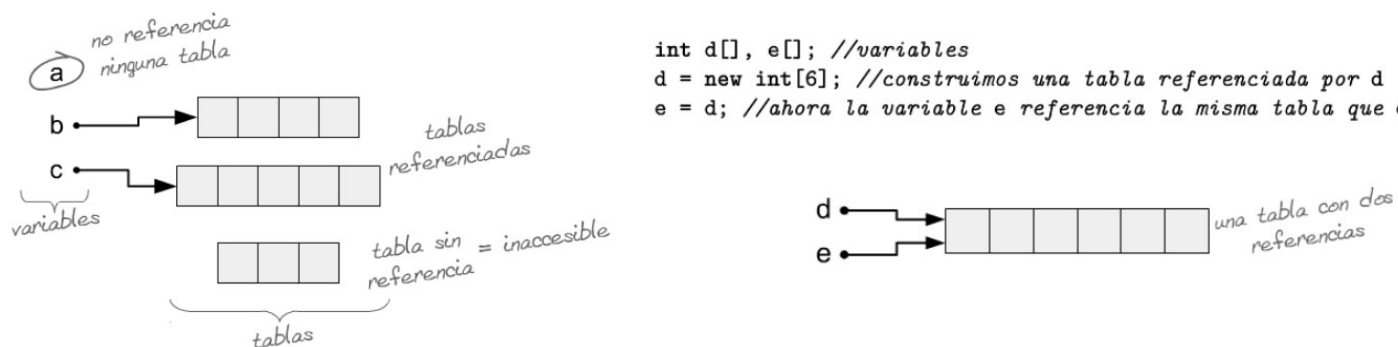 no referencia
ninguna tabla
a
b
c
variables
tablas
referenciadas
tabla sin
referencia = inaccesible
tablas
int d[], e[]; //variables
d = new int[6]; //construimos una tabla referenciada por d
e = d; //ahora la variable e referencia la misma tabla que
d
e
una tabla con dos
referencias